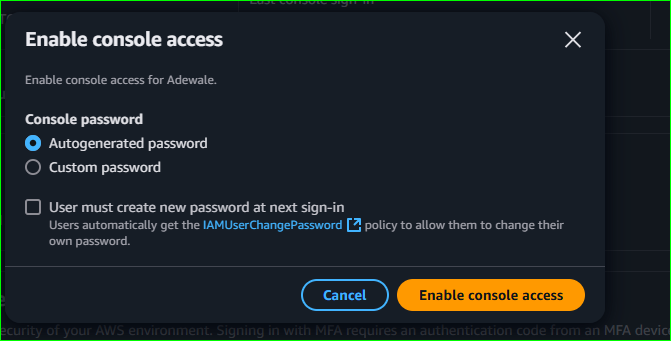 Last console sign-in
Enable console access
Enable console access for Adewale.
Console password
Autogenerated password
Custom password
User must create new password at next sign-in
Users automatically get the IAMUserChangePassword policy to allow them to change their
own password.
Cancel
Enable console access
ecurity of your AWS environment. Signing in with MFA requires an authentication code from an MFA device